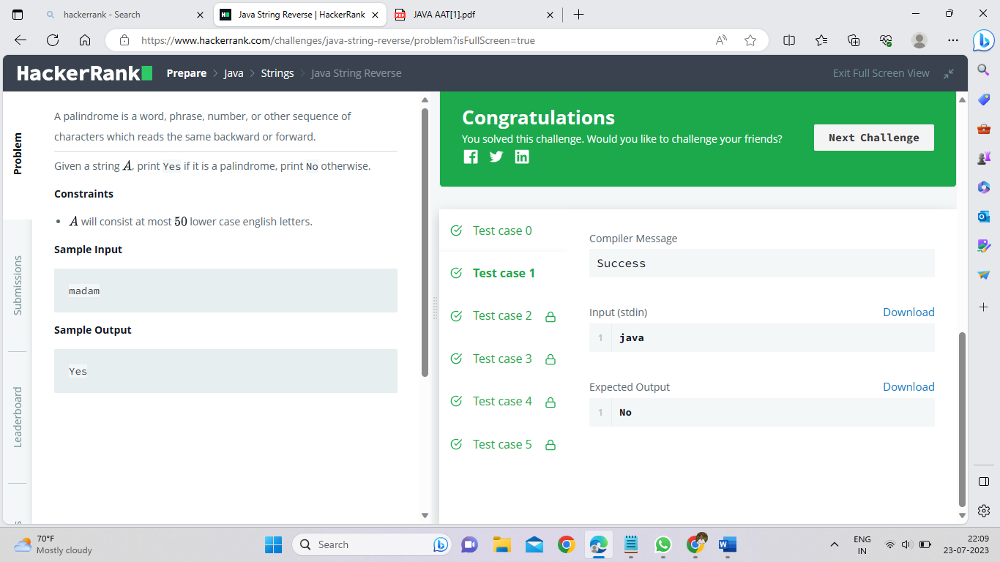 hackerrank - Search
Java String Reverse | HackerRank
JAVA AAT[1].pdf
https://www.hackerrank.com/challenges/java-string-reverse/problem?isFullScreen=true
HackerRank
Prepare > Java > Strings > Java String Reverse
Exit Full Screen View
Problem
Submissions
Leaderboard
A palindrome is a word, phrase, number, or other sequence of
characters which reads the same backward or forward.
Given a string A, print Yes if it is a palindrome, print No otherwise.
Constraints
• A will consist at most 50 lower case english letters.
Sample Input
madam
Sample Output
Yes
Congratulations
You solved this challenge. Would you like to challenge your friends?
Next Challenge
Test case 0
Test case 1
Test case 2
Test case 3
Test case 4
Test case 5
Compiler Message
Success
Input (stdin)
Download
1 java
Expected Output
Download
1 No
70°F
Mostly cloudy
Search
ENG
IN
22:09
23-07-2023